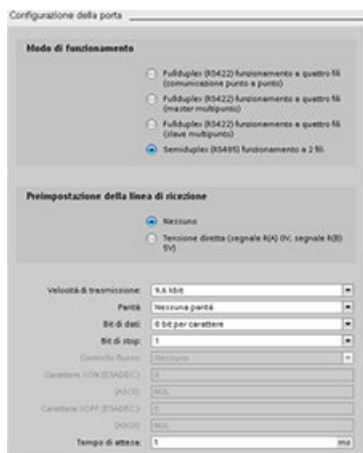 Configurazione della porta
Modo di funzionamento
Fullduplex (RS422) funzionamento a quattro fili
(comunicazione punto a punto)
Fullduplex (RS422) funzionamento a quattro fili
(master multipunto)
Fullduplex (RS422) funzionamento a quattro fili
(slave multipunto)
Semiduplex (RS485) funzionamento a 2 fili
Preimpostazione della linea di ricezione
Nessuno
Tensione diretta (segnale R(A) 0V, segnale R(B)
5V)
Velocità di trasmissione: 9,6 kbit
Parità: Nessuna parità
Bit di dati: 8 bit per carattere
Bit di stop: 1
Controllo flusso: Nessuno
Carattere XON (ESADEC.):
(ASCII): NUL
Carattere XOFF (ESADEC.):
(ASCII): NUL
Tempo di attesa: 1 ms